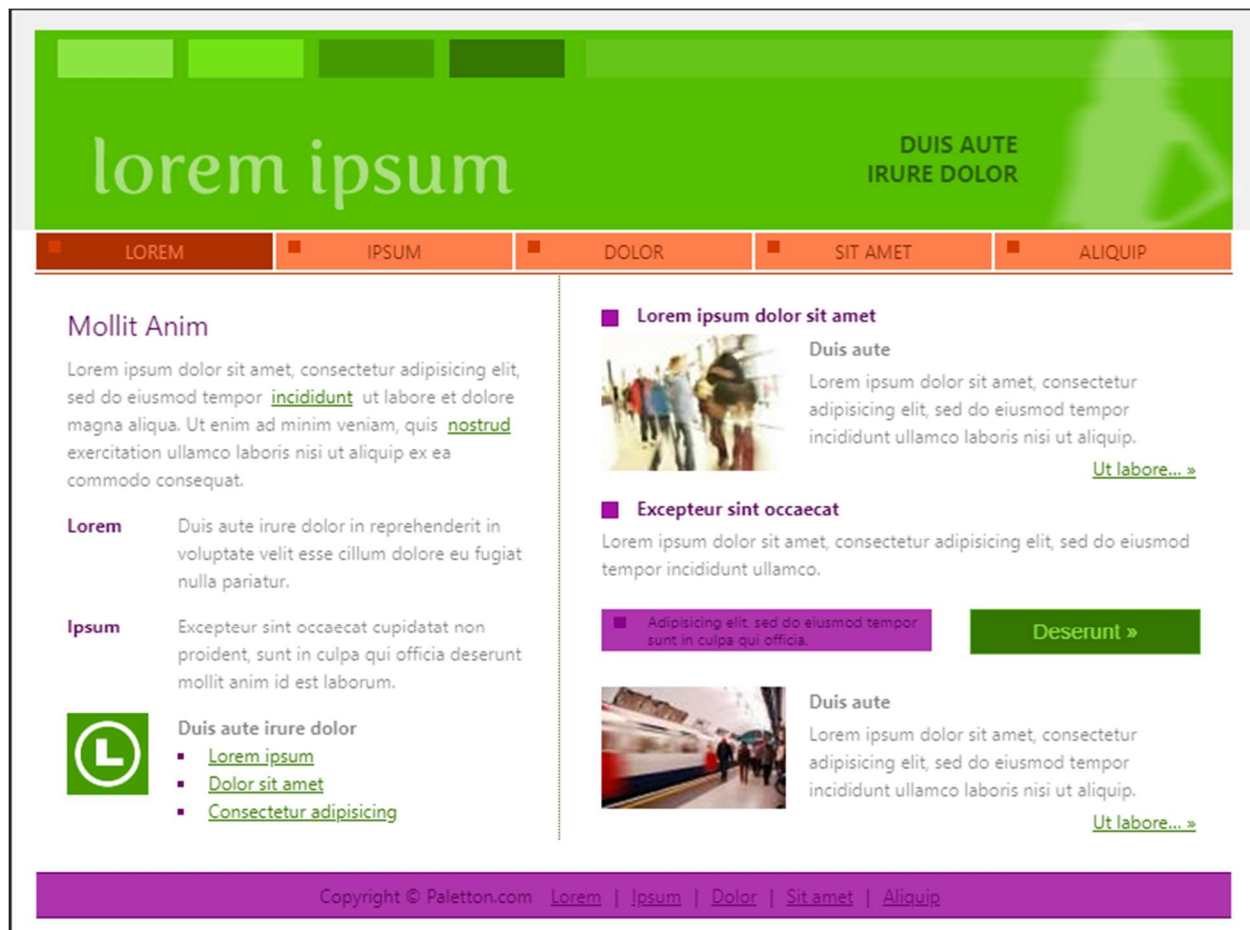 lorem ipsum
DUIS AUTE
IRURE DOLOR
LOREM
IPSUM
DOLOR
SIT AMET
ALIQUIP
Mollit Anim
Lorem ipsum dolor sit amet, consectetur adipisicing elit,
sed do eiusmod tempor incididunt ut labore et dolore
magna aliqua. Ut enim ad minim veniam, quis nostrud
exercitation ullamco laboris nisi ut aliquip ex ea
commodo consequat.
Lorem
Duis aute irure dolor in reprehenderit in
voluptate velit esse cillum dolore eu fugiat
nulla pariatur.
Ipsum
Excepteur sint occaecat cupidatat non
proident, sunt in culpa qui officia deserunt
mollit anim id est laborum.
Duis aute irure dolor
Lorem ipsum
Dolor sit amet
Consectetur adipisicing
Lorem ipsum dolor sit amet
Duis aute
Lorem ipsum dolor sit amet, consectetur
adipisicing elit, sed do eiusmod tempor
incididunt ullamco laboris nisi ut aliquip.
Ut labore... »
Excepteur sint occaecat
Lorem ipsum dolor sit amet, consectetur adipisicing elit, sed do eiusmod
tempor incididunt ullamco.
Adipisicing elit, sed do eiusmod tempor
sunt in culpa qui officia.
Deserunt »
Duis aute
Lorem ipsum dolor sit amet, consectetur
adipisicing elit, sed do eiusmod tempor
incididunt ullamco laboris nisi ut aliquip.
Ut labore... »
Copyright © Paletton.com Lorem | Ipsum | Dolor | Sit amet | Aliquip